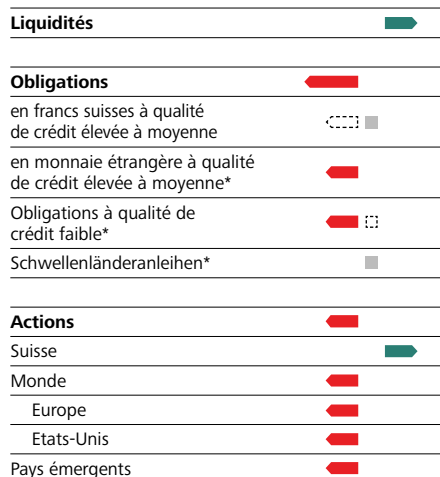 Liquidités
Obligations
en francs suisses à qualité
de crédit élevée à moyenne
en monnaie étrangère à qualité
de crédit élevée à moyenne*
Obligations à qualité de
crédit faible*
Schwellenländeranleihen*
Actions
Suisse
Monde
Europe
Etats-Unis
Pays émergents